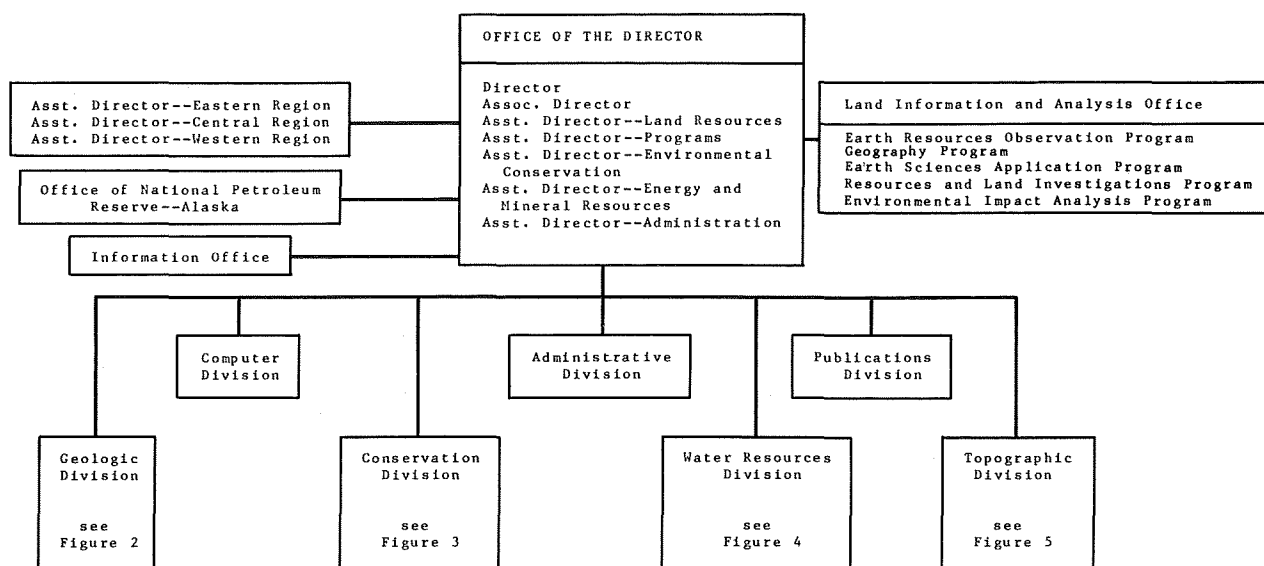 OFFICE OF THE DIRECTOR
Director
Assoc. Director
Asst. Director--Land Resources
Asst. Director--Programs
Asst. Director--Environmental
Conservation
Asst. Director--Energy and
Mineral Resources
Asst. Director--Administration
Asst. Director--Eastern Region
Asst. Director--Central Region
Asst. Director--Western Region
Office of National Petroleum
Reserve--Alaska
Information Office
Land Information and Analysis Office
Earth Resources Observation Program
Geography Program
Earth Sciences Application Program
Resources and Land Investigations Program
Environmental Impact Analysis Program
Computer
Division
Administrative
Division
Publications
Division
Geologic
Division
see
Figure 2
Conservation
Division
see
Figure 3
Water Resources
Division
see
Figure 4
Topographic
Division
see
Figure 5